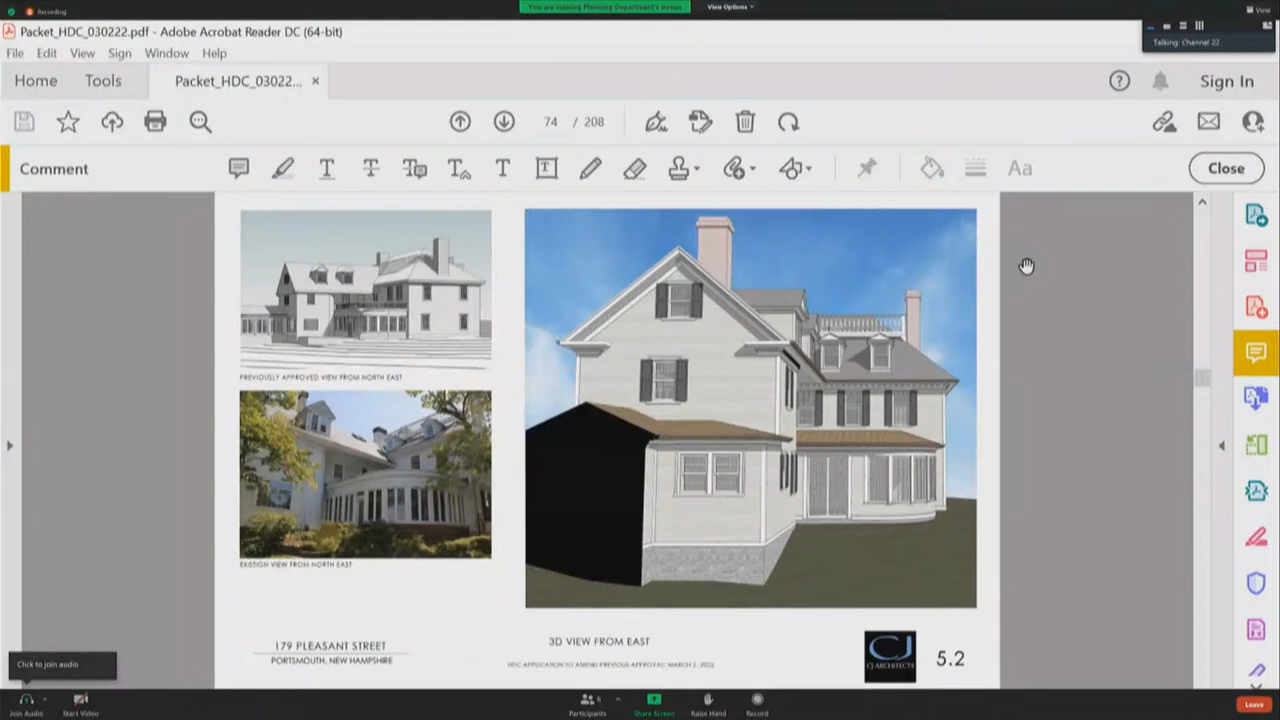 Recording
You are viewing Planning Department's screen
View Options
View
Packet_HDC_030222.pdf - Adobe Acrobat Reader DC (64-bit)
Talking: Channel 22
File Edit View Sign Window Help
Home Tools Packet_HDC_03022... ×
Sign In
74 / 208
Comment
Aa
Close
PREVIOUSLY APPROVED VIEW FROM NORTH EAST
EXISTIGN VIEW FROM NORTH EAST
179 PLEASANT STREET
PORTSMOUTH, NEW HAMPSHIRE
3D VIEW FROM EAST
HDC APPLICATION TO AMEND PREVIOUS APPROVAL: MARCH 2, 2022
CJ
CJ ARCHITECTS
5.2
Click to join audio
Join Audio
Start Video
Participants
6
Share Screen
Raise Hand
Record
Leave